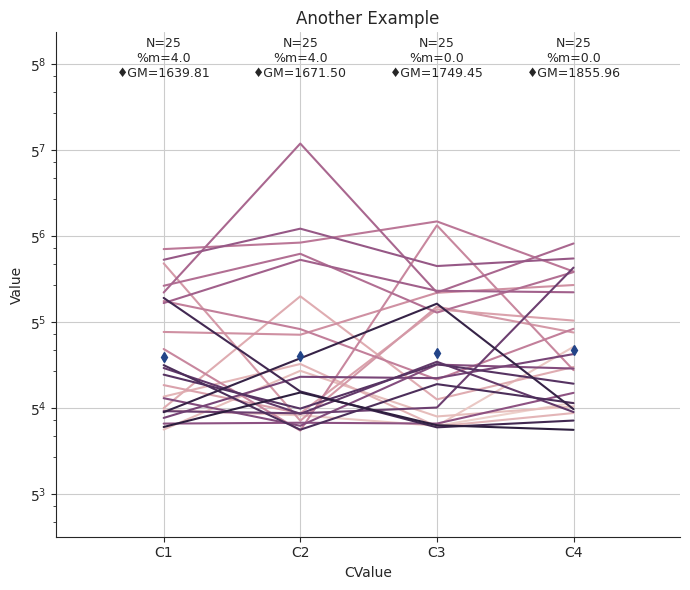 Another Example
N=25 N=25 N=25 N=25
%m=4.0 %m=4.0 %m=0.0 %m=0.0
♦GM=1639.81 ♦GM=1671.50 ♦GM=1749.45 ♦GM=1855.96
5⁸
5⁷
5⁶
5⁵
5⁴
5³
Value
C1 C2 C3 C4
CValue